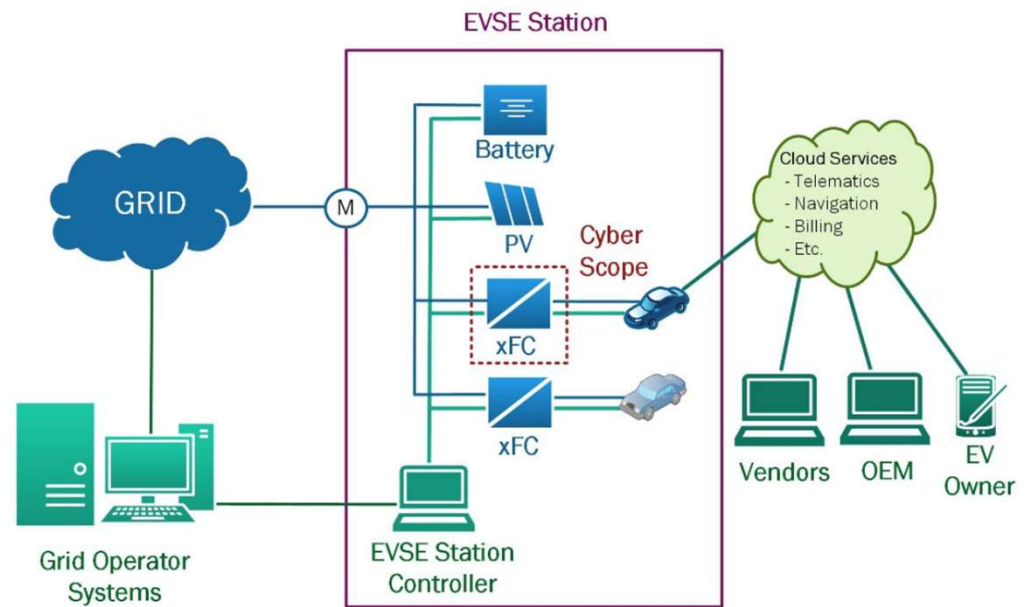 EVSE Station
Battery
GRID
M
PV
Cyber
Scope
xFC
xFC
Cloud Services
- Telematics
- Navigation
- Billing
- Etc.
Vendors
OEM
EV
Owner
Grid Operator
Systems
EVSE Station
Controller